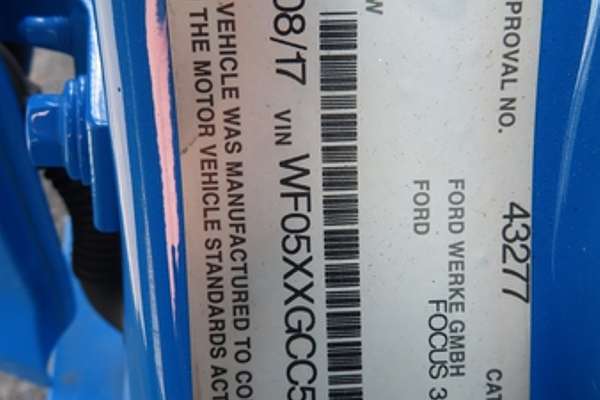 PROVAL NO. 43277 CAT
FORD WERKE GMBH
FORD FOCUS 3
W
08/17 VIN WF05XXGCC5
VEHICLE WAS MANUFACTURED TO CO
THE MOTOR VEHICLE STANDARDS ACT